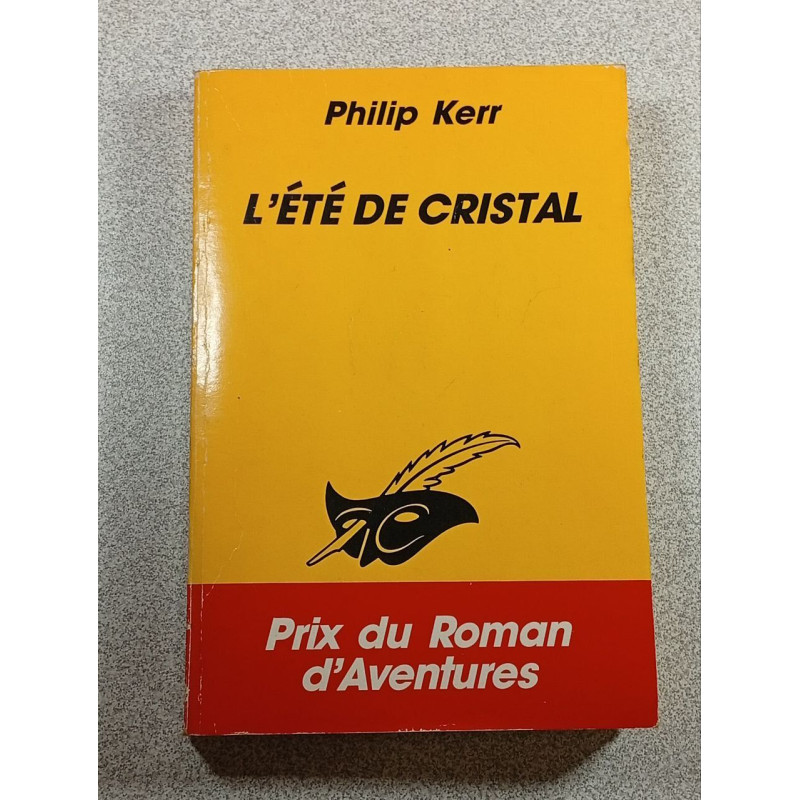 Philip Kerr
L'ÉTÉ DE CRISTAL
Prix du Roman
d'Aventures